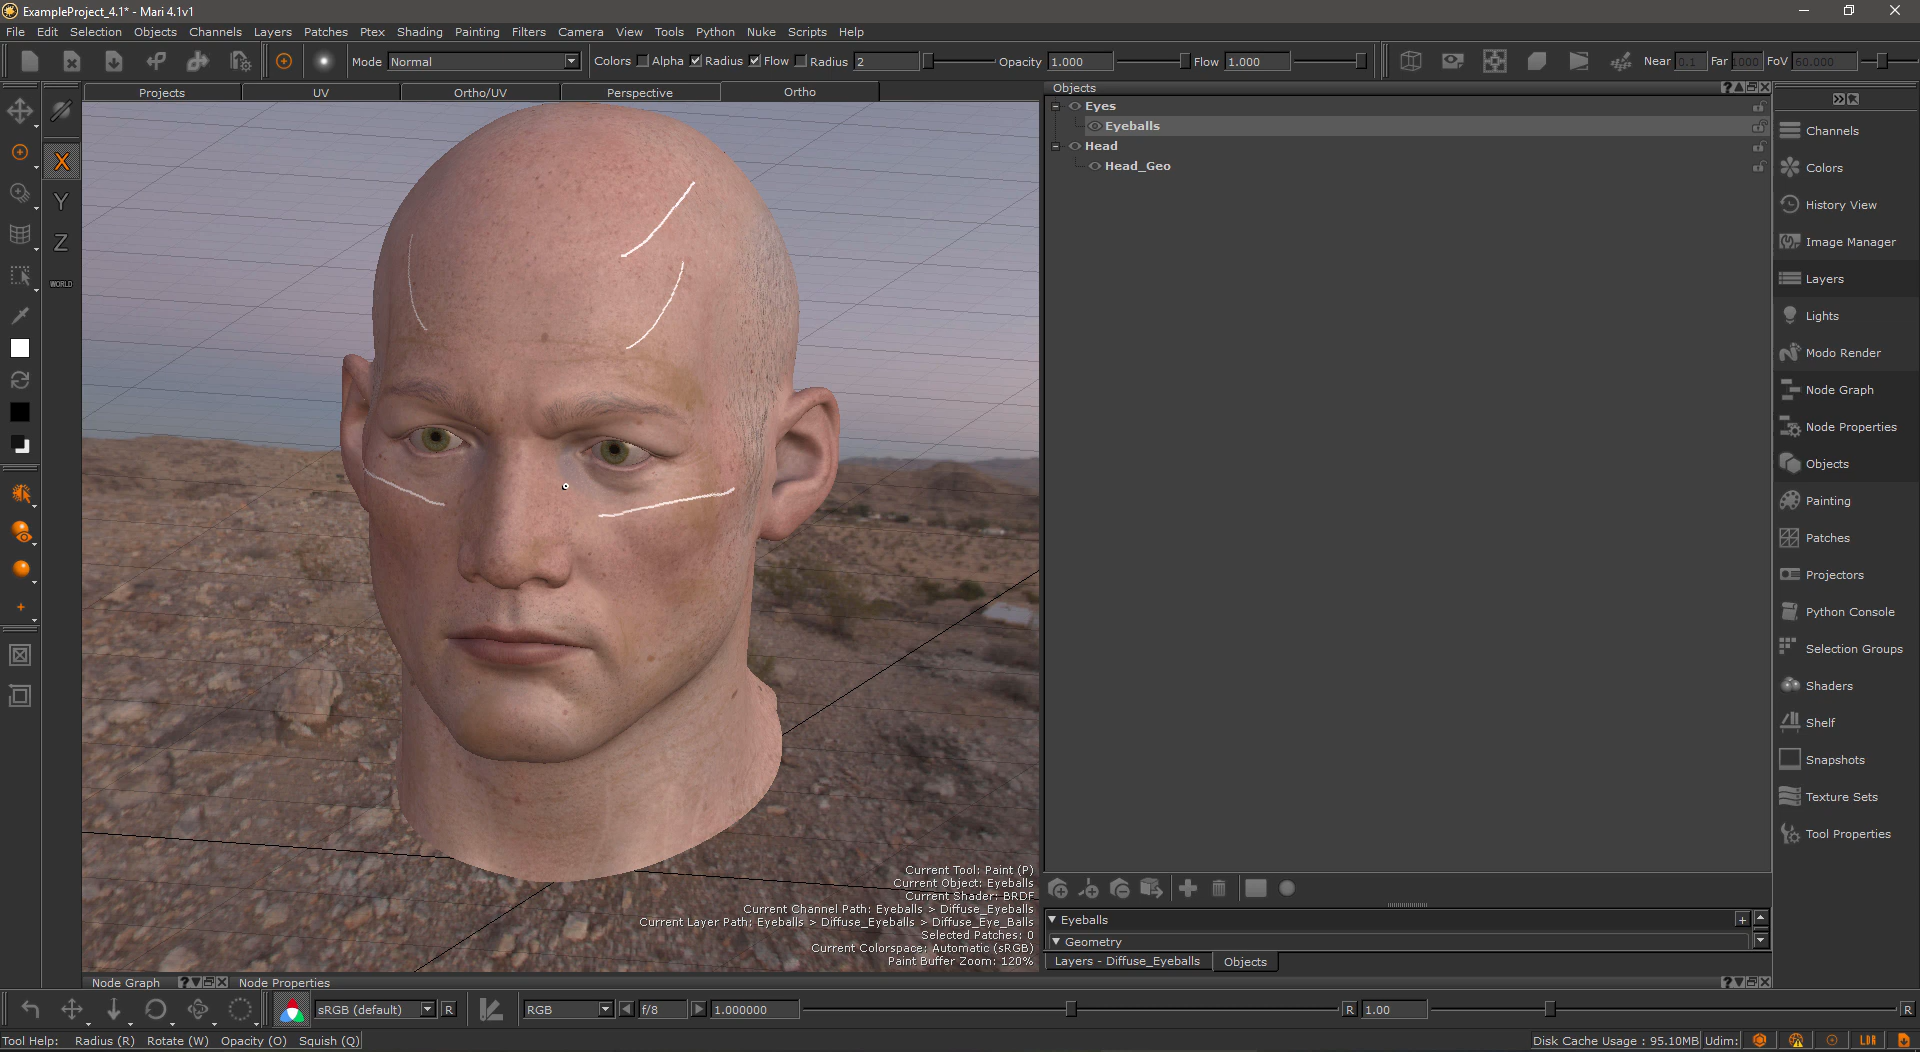 ExampleProject_4.1* - Mari 4.1v1
File Edit Selection Objects Channels Layers Patches Ptex Shading Painting Filters Camera View Tools Python Nuke Scripts Help
Mode Normal Colors Alpha Radius Flow Radius 2 Opacity 1.000 Flow 1.000 Near 0.1 Far 1000 FoV 60.000
Projects UV Ortho/UV Perspective Ortho
Objects
Eyes
Eyeballs
Head
Head_Geo
X
Y
Z
WORLD
Channels
Colors
History View
Image Manager
Layers
Lights
Modo Render
Node Graph
Node Properties
Objects
Painting
Patches
Projectors
Python Console
Selection Groups
Shaders
Shelf
Snapshots
Texture Sets
Tool Properties
Current Tool: Paint (P)
Current Object: Eyeballs
Current Shader: BRDF
Current Channel Path: Eyeballs > Diffuse_Eyeballs
Current Layer Path: Eyeballs > Diffuse_Eyeballs > Diffuse_Eye_Balls
Selected Patches: 0
Current Colorspace: Automatic (sRGB)
Paint Buffer Zoom: 120%
Eyeballs
Geometry
Layers - Diffuse_Eyeballs Objects
Node Graph Node Properties
sRGB (default) R RGB f/8 1.000000 R 1.00 R
Tool Help: Radius (R) Rotate (W) Opacity (O) Squish (Q) Disk Cache Usage : 95.10MB Udim: LDR